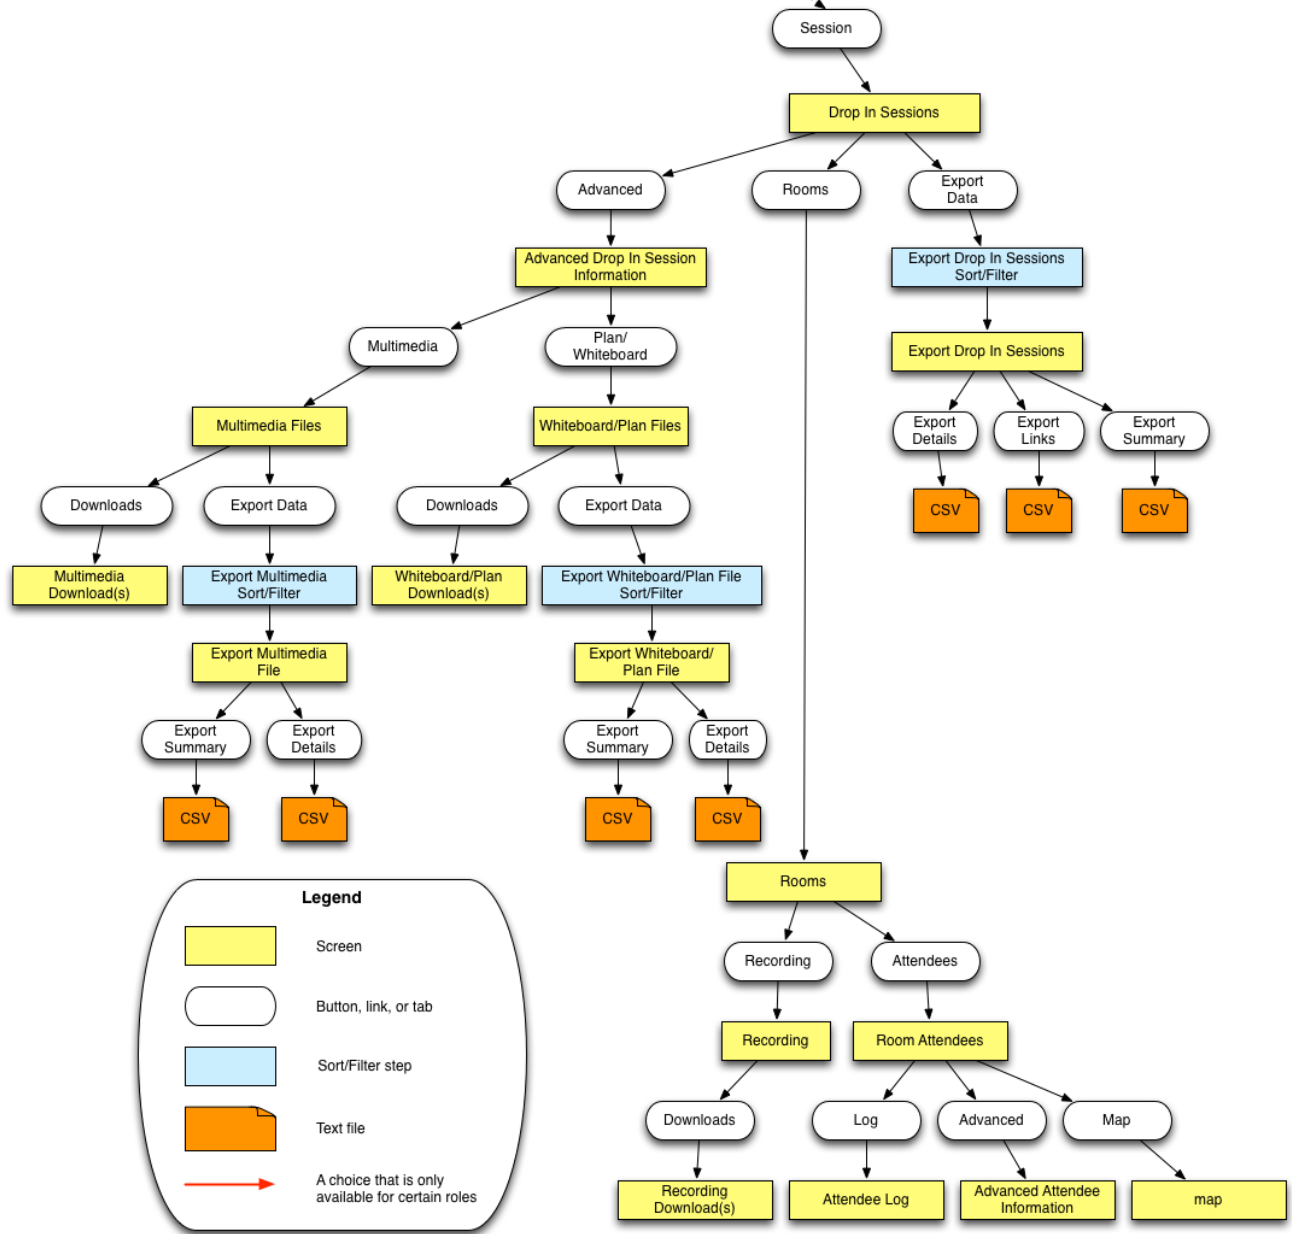 Session
Drop In Sessions
Advanced
Rooms
Export
Data
Advanced Drop In Session
Information
Export Drop In Sessions
Sort/Filter
Multimedia
Plan/
Whiteboard
Export Drop In Sessions
Multimedia Files
Whiteboard/Plan Files
Export
Details
Export
Links
Export
Summary
Downloads
Export Data
Downloads
Export Data
CSV
CSV
CSV
Multimedia
Download(s)
Export Multimedia
Sort/Filter
Whiteboard/Plan
Download(s)
Export Whiteboard/Plan File
Sort/Filter
Export Multimedia
File
Export Whiteboard/
Plan File
Export
Summary
Export
Details
Export
Summary
Export
Details
CSV
CSV
CSV
CSV
Rooms
Legend
Screen
Button, link, or tab
Sort/Filter step
Text file
A choice that is only
available for certain roles
Recording
Attendees
Recording
Room Attendees
Downloads
Log
Advanced
Map
Recording
Download(s)
Attendee Log
Advanced Attendee
Information
map